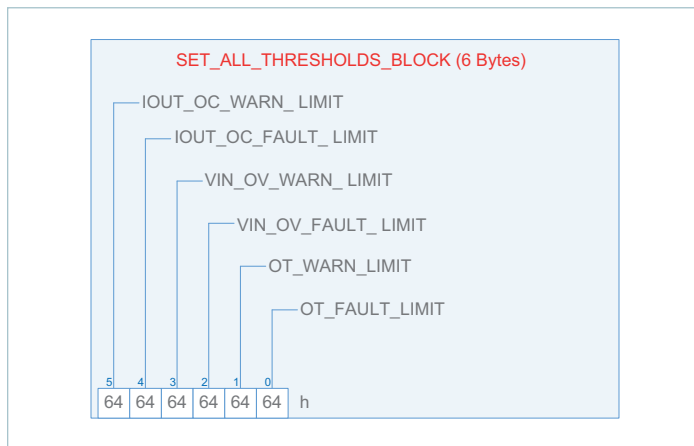 SET_ALL_THRESHOLDS_BLOCK (6 Bytes)
IOUT_OC_WARN_ LIMIT
IOUT_OC_FAULT_ LIMIT
VIN_OV_WARN_ LIMIT
VIN_OV_FAULT_ LIMIT
OT_WARN_LIMIT
OT_FAULT_LIMIT
5 4 3 2 1 0
64 64 64 64 64 64 h